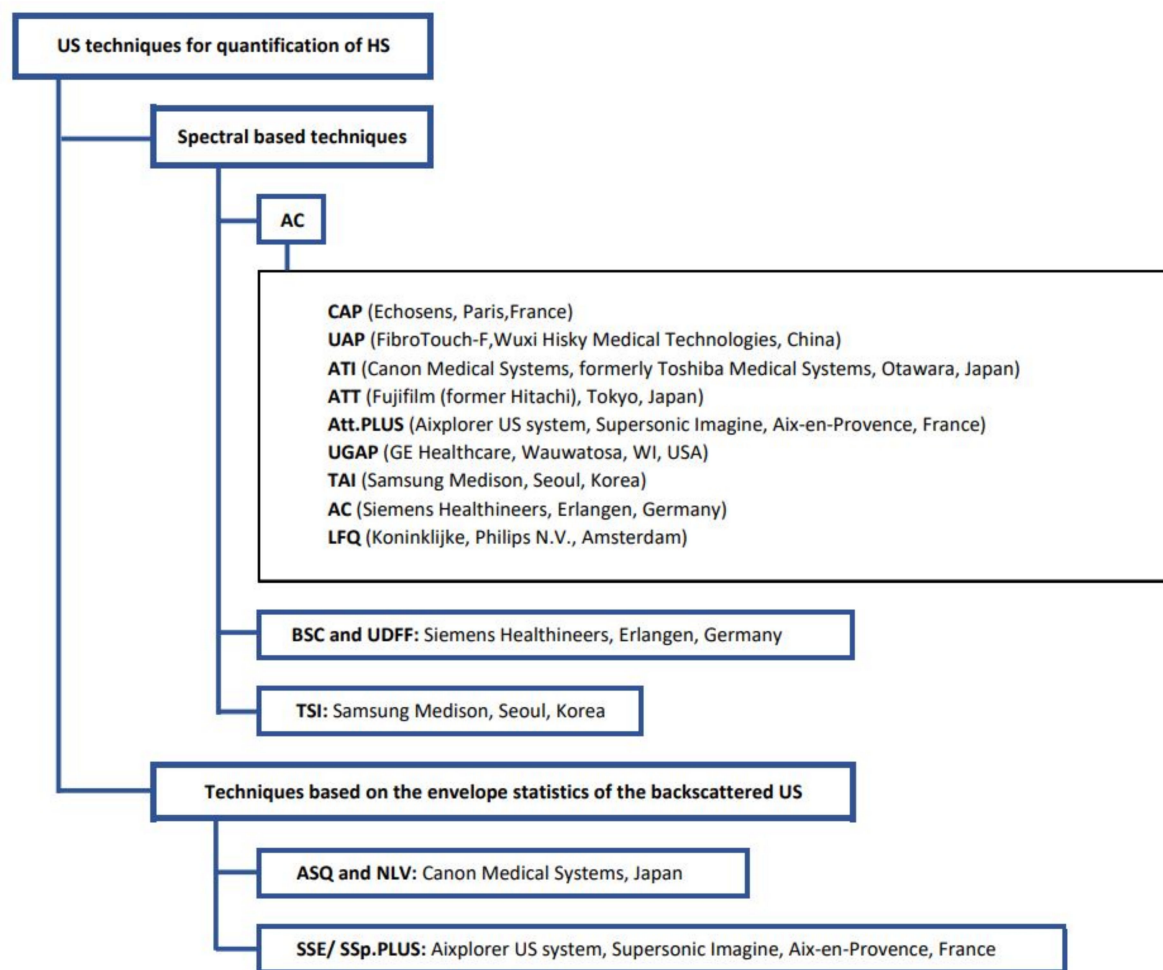 US techniques for quantification of HS
Spectral based techniques
AC
CAP (Echosens, Paris,France)
UAP (FibroTouch-F,Wuxi Hisky Medical Technologies, China)
ATI (Canon Medical Systems, formerly Toshiba Medical Systems, Otawara, Japan)
ATT (Fujifilm (former Hitachi), Tokyo, Japan)
Att.PLUS (Aixplorer US system, Supersonic Imagine, Aix-en-Provence, France)
UGAP (GE Healthcare, Wauwatosa, WI, USA)
TAI (Samsung Medison, Seoul, Korea)
AC (Siemens Healthineers, Erlangen, Germany)
LFQ (Koninklijke, Philips N.V., Amsterdam)
BSC and UDFF: Siemens Healthineers, Erlangen, Germany
TSI: Samsung Medison, Seoul, Korea
Techniques based on the envelope statistics of the backscattered US
ASQ and NLV: Canon Medical Systems, Japan
SSE/ SSp.PLUS: Aixplorer US system, Supersonic Imagine, Aix-en-Provence, France